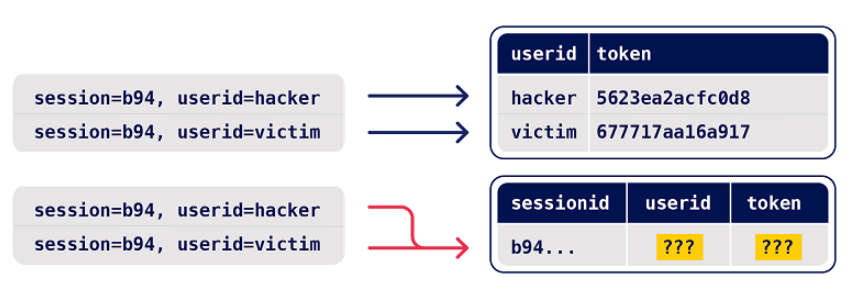 userid token
session=b94, userid=hacker
hacker 5623ea2acfc0d8
session=b94, userid=victim
victim 677717aa16a917
sessionid userid token
session=b94, userid=hacker
session=b94, userid=victim
b94... ??? ???